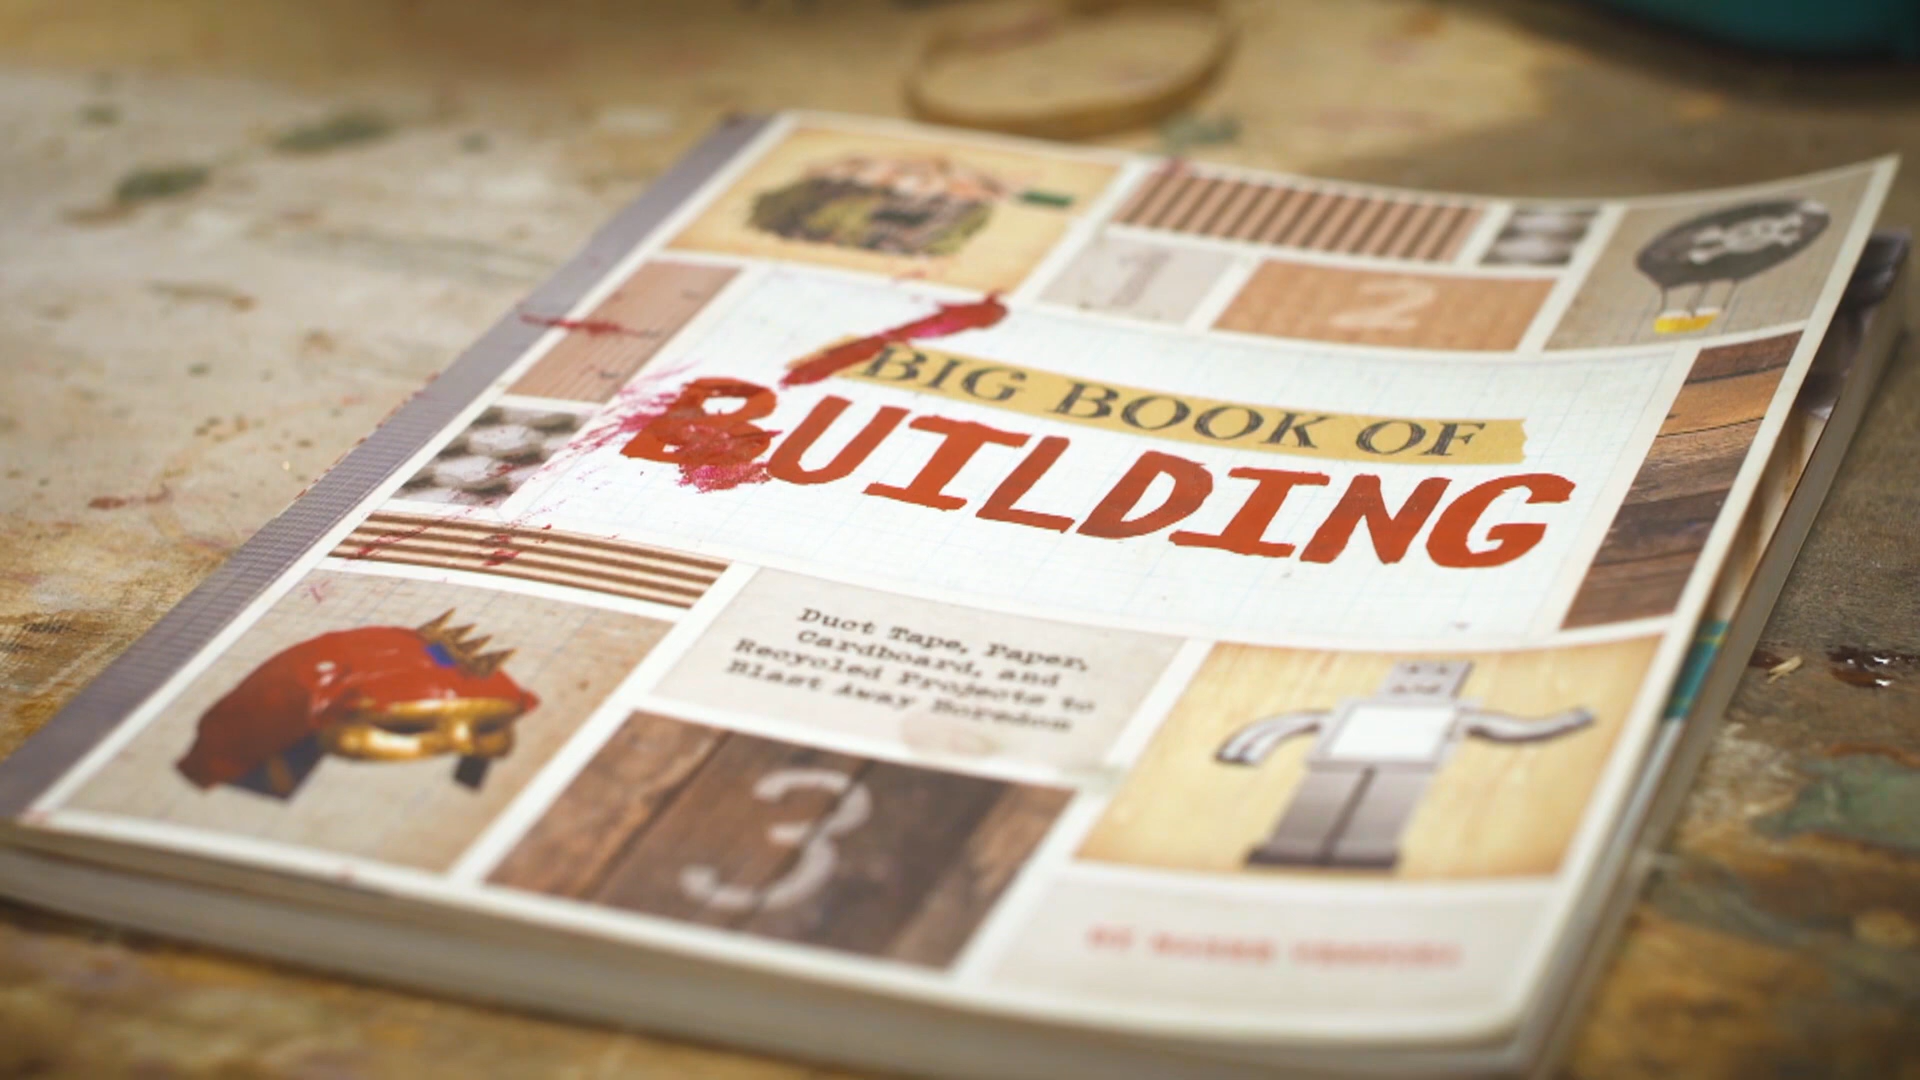 1
2
BIG BOOK OF
BUILDING
Duct Tape, Paper,
Cardboard, and
Recycled Projects to
Blast Away Boredom
3